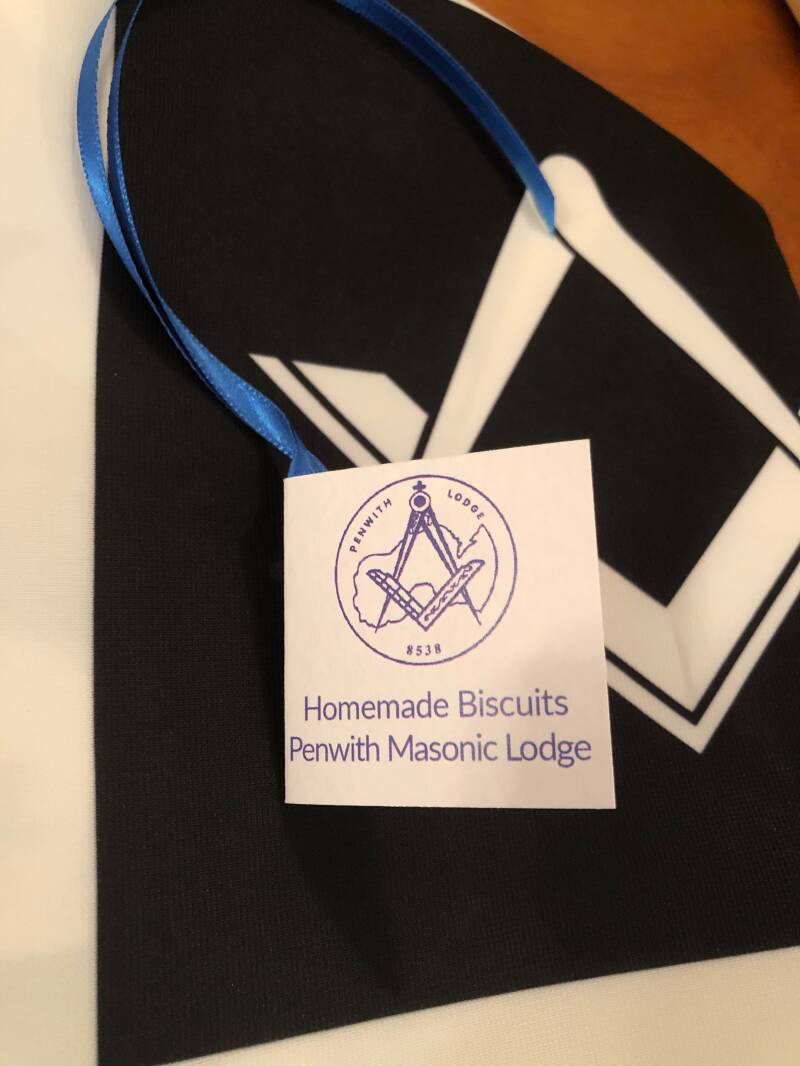 PENWITH LODGE
8538
Homemade Biscuits
Penwith Masonic Lodge